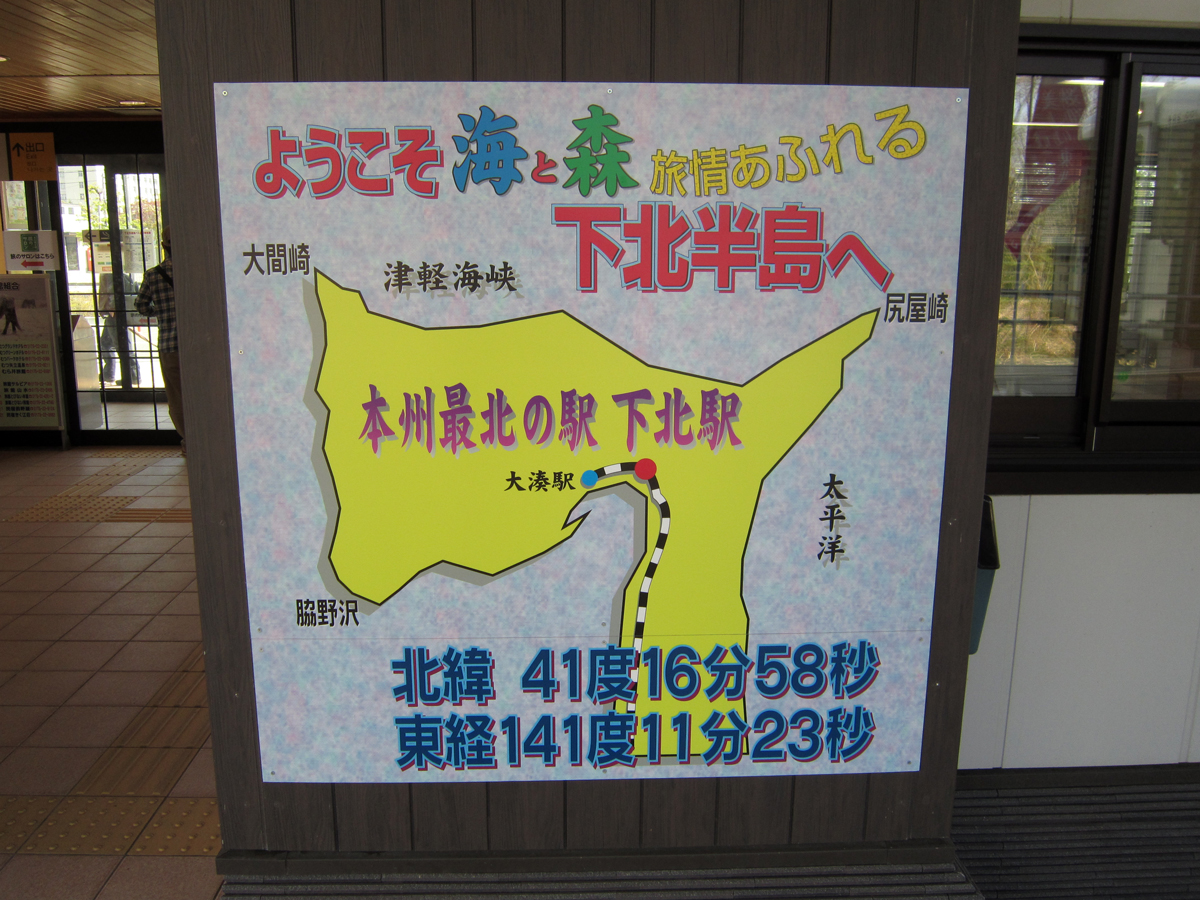 ようこそ海と森旅情あふれる
下北半島へ
大間崎
津軽海峡
尻屋崎
本州最北の駅 下北駅
大湊駅
太平洋
脇野沢
北緯 41度16分58秒
東経141度11分23秒
出口